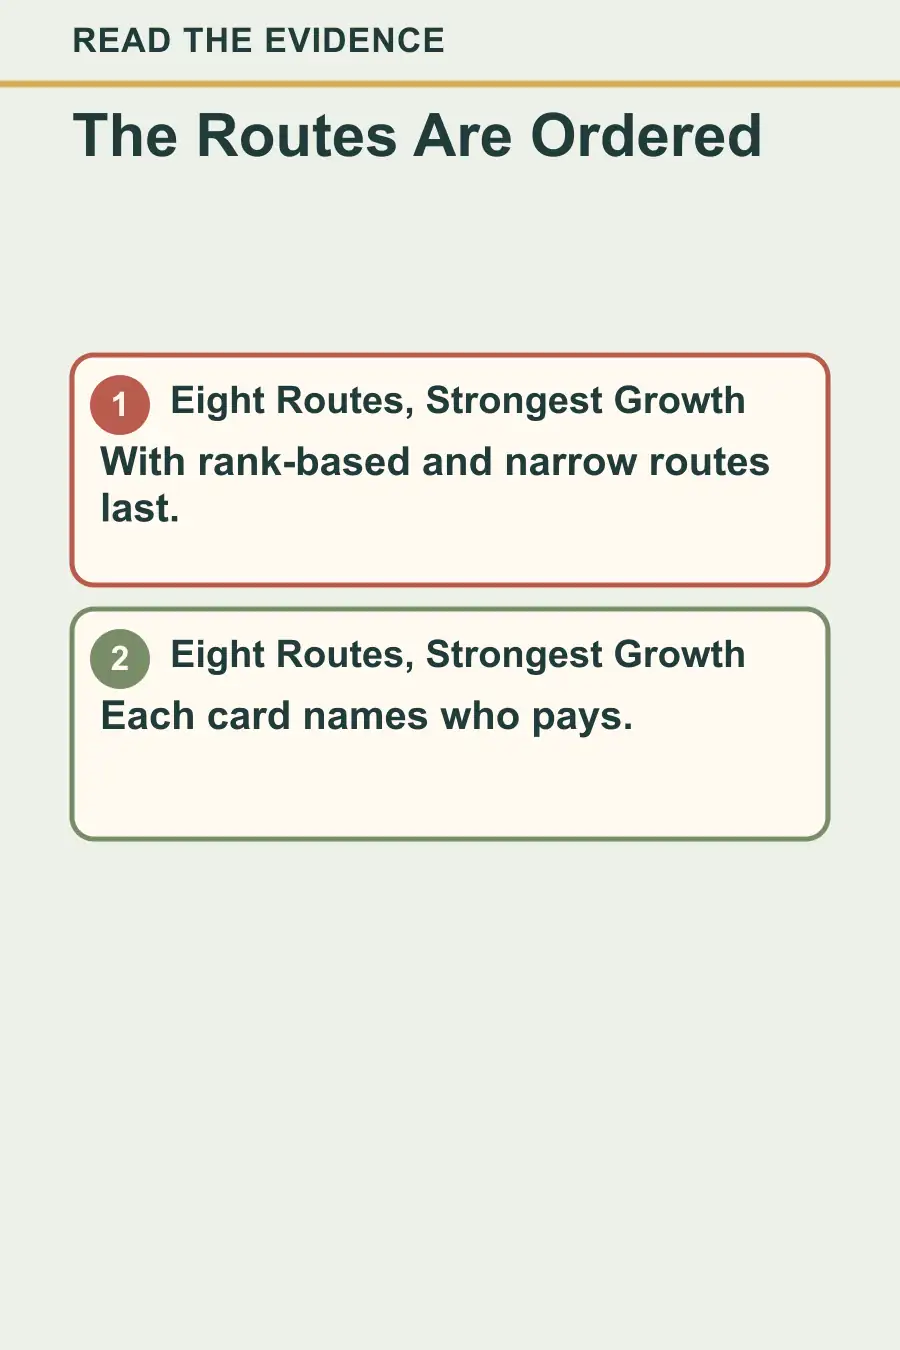 READ THE EVIDENCE
The Routes Are Ordered
1 Eight Routes, Strongest Growth
With rank-based and narrow routes
last.
2 Eight Routes, Strongest Growth
Each card names who pays.